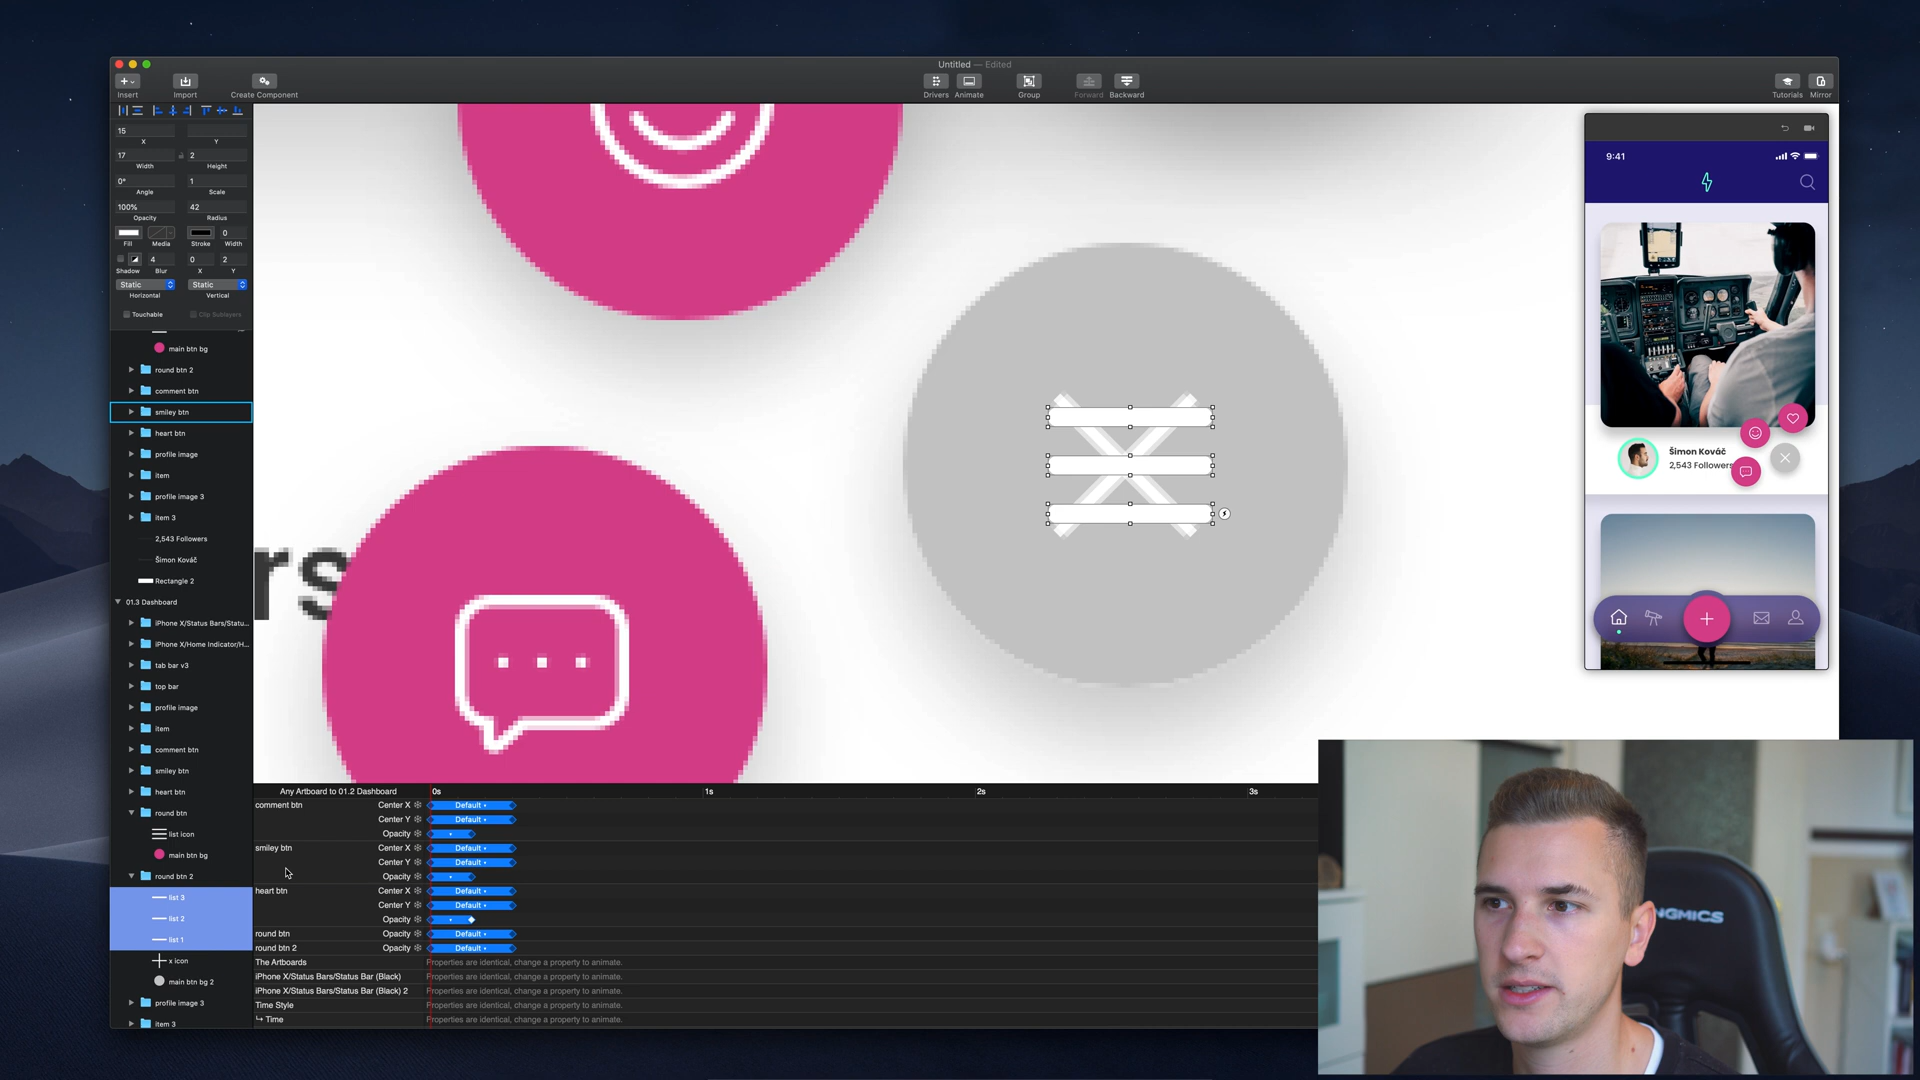 Untitled — Edited
Insert
Import
Create Component
Drivers
Animate
Group
Forward
Backward
Tutorials
Mirror
15
X
Y
17
2
Width
Height
0°
1
Angle
Scale
100%
42
Opacity
Radius
0
Fill
Media
Stroke
Width
4
0
2
Shadow
Blur
X
Y
Static
Static
Horizontal
Vertical
Touchable
Clip Sublayers
main btn bg
round btn 2
comment btn
smiley btn
heart btn
profile image
item
profile image 3
item 3
2,543 Followers
Šimon Kováč
Rectangle 2
01.3 Dashboard
iPhone X/Status Bars/Statu...
iPhone X/Home Indicator/H...
tab bar v3
top bar
profile image
item
comment btn
smiley btn
heart btn
round btn
list icon
main btn bg
round btn 2
list 3
list 2
list 1
x icon
main btn bg 2
profile image 3
item 3
rs
9:41
Šimon Kováč
2,543 Followers
Any Artboard to 01.2 Dashboard
0s
1s
2s
3s
comment btn
Center X
Default
Center Y
Default
Opacity
smiley btn
Center X
Default
Center Y
Default
Opacity
heart btn
Center X
Default
Center Y
Default
Opacity
round btn
Opacity
Default
round btn 2
Opacity
Default
The Artboards
Properties are identical, change a property to animate.
iPhone X/Status Bars/Status Bar (Black)
Properties are identical, change a property to animate.
iPhone X/Status Bars/Status Bar (Black) 2
Properties are identical, change a property to animate.
Time Style
Properties are identical, change a property to animate.
Time
Properties are identical, change a property to animate.
NGMICS